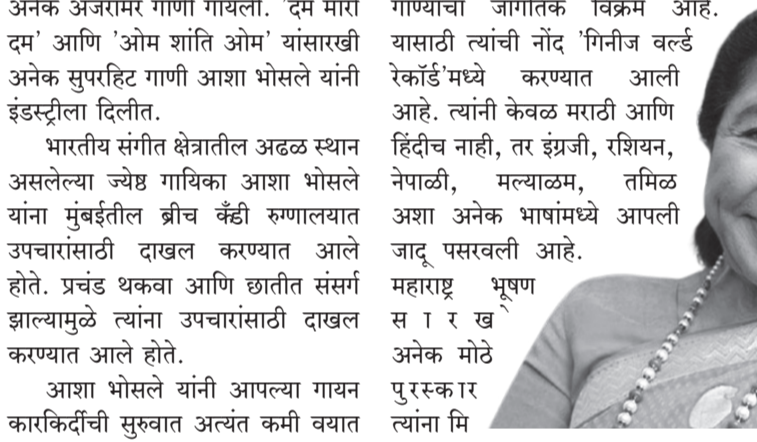 अनेक अजरामर गाणी गायली. 'दम मारो
दम' आणि 'ओम शांति ओम' यांसारखी
अनेक सुपरहिट गाणी आशा भोसले यांनी
इंडस्ट्रीला दिलीत.
भारतीय संगीत क्षेत्रातील अढळ स्थान
असलेल्या ज्येष्ठ गायिका आशा भोसले
यांना मुंबईतील ब्रीच कँडी रुग्णालयात
उपचारांसाठी दाखल करण्यात आले
होते. प्रचंड थकवा आणि छातीत संसर्ग
झाल्यामुळे त्यांना उपचारांसाठी दाखल
करण्यात आले होते.
आशा भोसले यांनी आपल्या गायन
कारकिर्दीची सुरुवात अत्यंत कमी वयात
गाण्यांचा जागतिक विक्रम आहे.
यासाठी त्यांची नोंद 'गिनीज वर्ल्ड
रेकॉर्ड'मध्ये करण्यात आली
आहे. त्यांनी केवळ मराठी आणि
हिंदीच नाही, तर इंग्रजी, रशियन,
नेपाळी, मल्याळम, तमिळ
अशा अनेक भाषांमध्ये आपली
जादू पसरवली आहे.
महाराष्ट्र भूषण
सारखे
अनेक मोठे
पुरस्कार
त्यांना मि